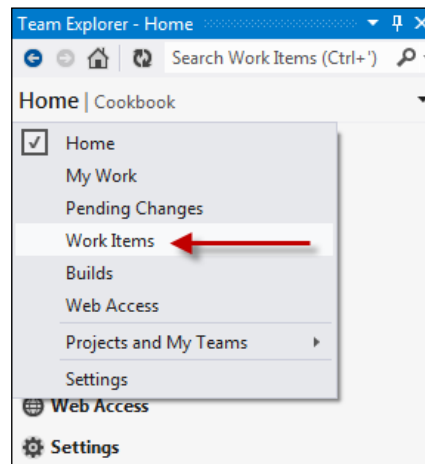 Team Explorer - Home
Search Work Items (Ctrl+')
Home | Cookbook
Home
My Work
Pending Changes
Work Items
Builds
Web Access
Projects and My Teams
Settings
Web Access
Settings